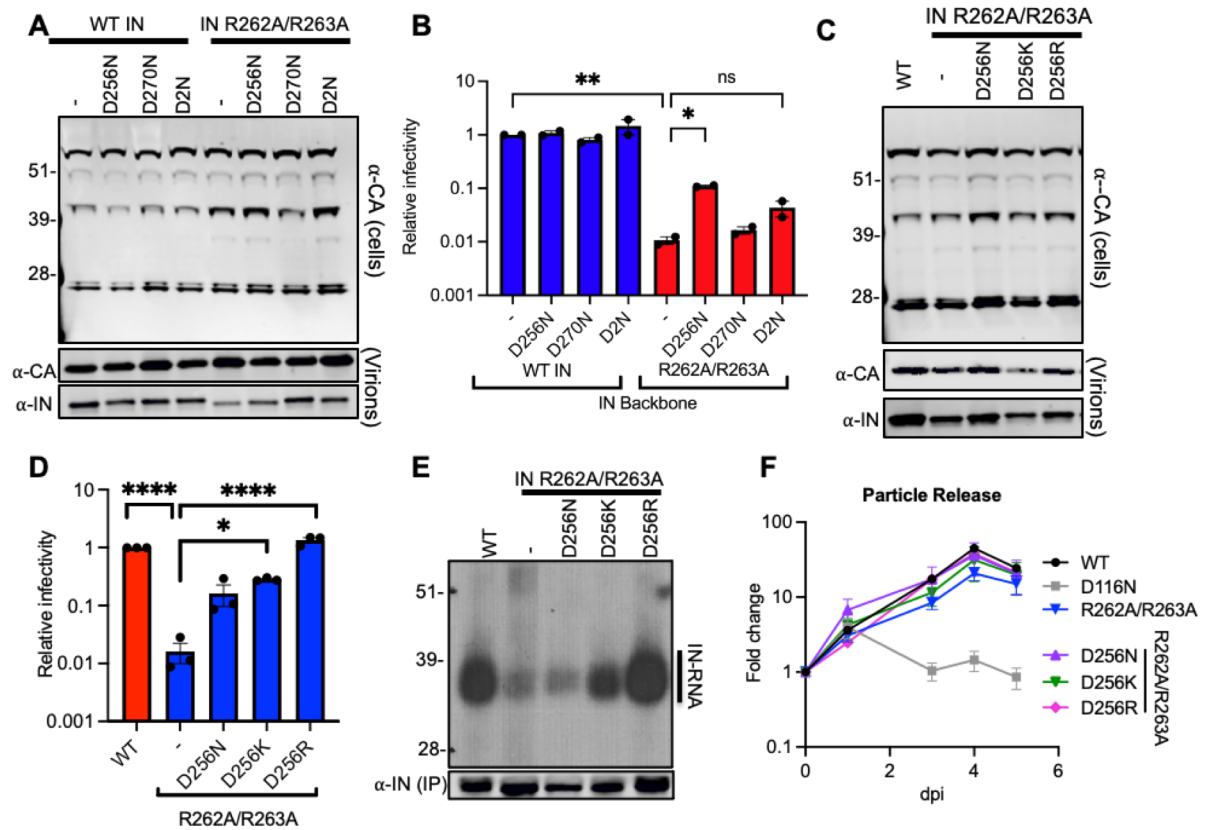 A
WT IN
IN R262A/R263A
-
D256N
D270N
D2N
-
D256N
D270N
D2N
51-
39-
28-
α-CA (cells)
α-CA
α-IN
(Virions)
B
Relative infectivity
10
1
0.1
0.01
0.001
**
ns
*
-
D256N
D270N
D2N
-
D256N
D270N
D2N
WT IN
R262A/R263A
IN Backbone
C
IN R262A/R263A
WT
-
D256N
D256K
D256R
51-
39-
28-
α--CA (cells)
α-CA
α-IN
(Virions)
D
Relative infectivity
10
1
0.1
0.01
0.001
****
****
*
WT
-
D256N
D256K
D256R
R262A/R263A
E
IN R262A/R263A
WT
-
D256N
D256K
D256R
51-
39-
28-
IN-RNA
α-IN (IP)
F
Particle Release
Fold change
100
10
1
0.1
0
2
4
6
dpi
WT
D116N
R262A/R263A
D256N
D256K
D256R
R262A/R263A